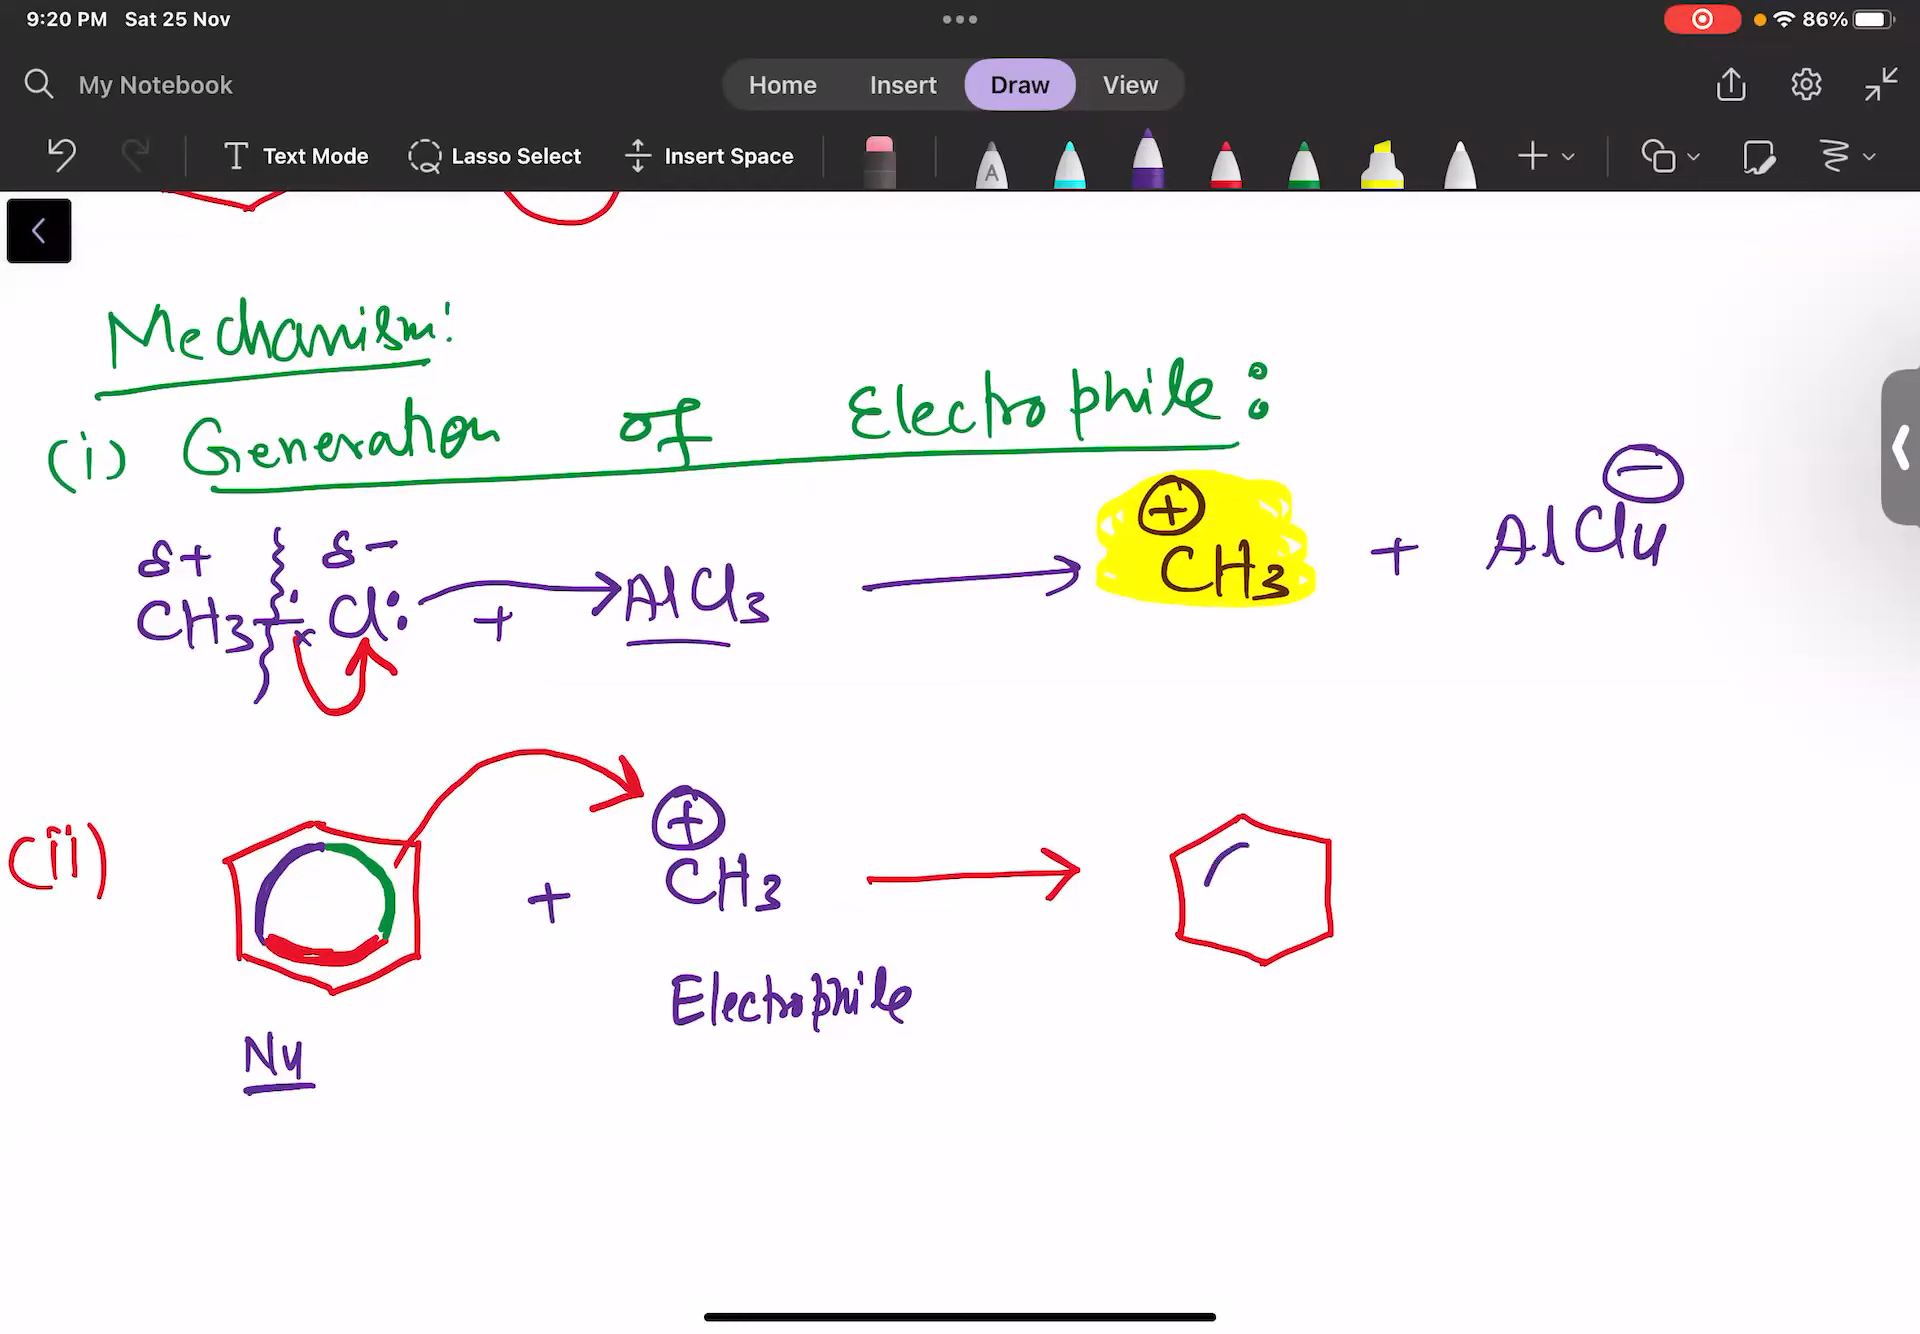 9:20 PM Sat 25 Nov
86%
My Notebook
Home Insert Draw View
Text Mode Lasso Select Insert Space
A
Mechanism:
(i) Generation of Electrophile:
δ+ δ- ⊕ ⊖
CH3 Cl: + AlCl3 → CH3 + AlCl4
(ii) ⊕
+ CH3 →
Electrophile
Nu